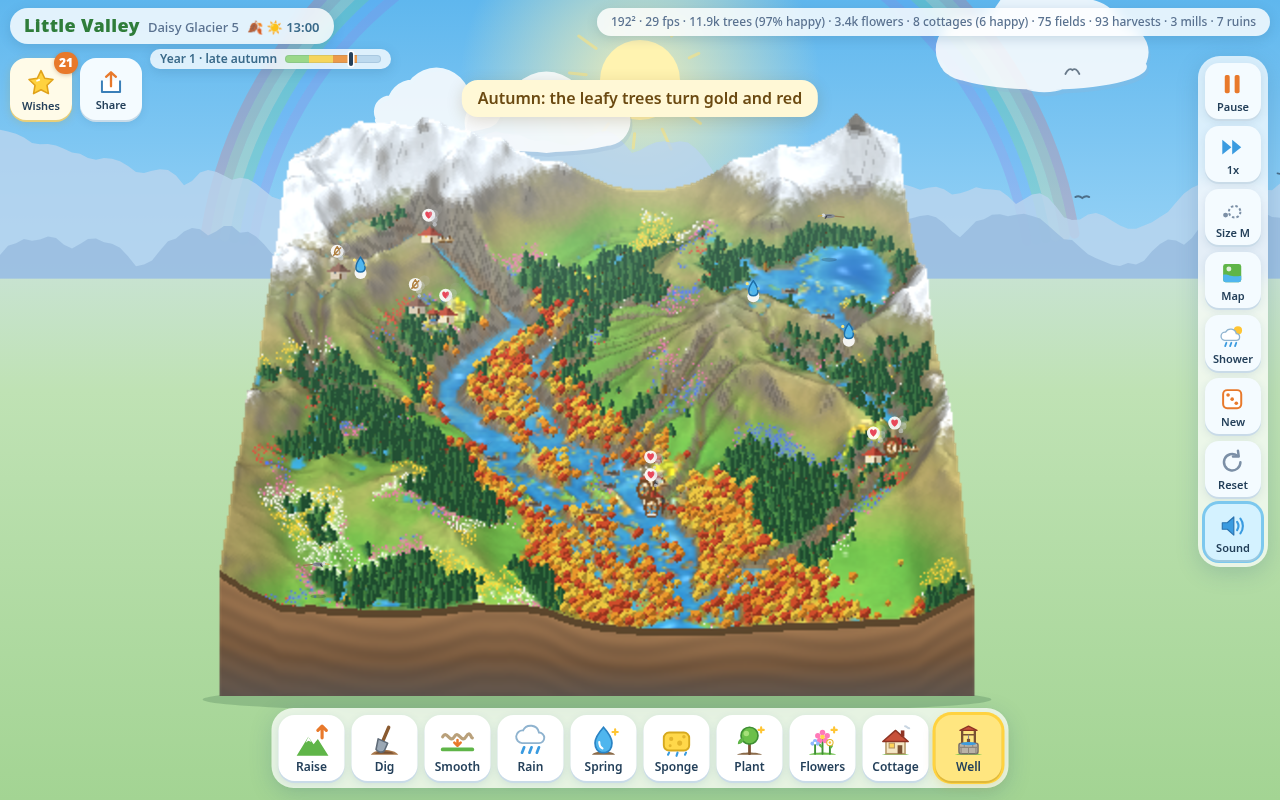 Little Valley Daisy Glacier 5 13:00
192² · 29 fps · 11.9k trees (97% happy) · 3.4k flowers · 8 cottages (6 happy) · 75 fields · 93 harvests · 3 mills · 7 ruins
Year 1 · late autumn
21
Wishes
Share
Autumn: the leafy trees turn gold and red
Pause
1x
Size M
Map
Shower
New
Reset
Sound
Raise
Dig
Smooth
Rain
Spring
Sponge
Plant
Flowers
Cottage
Well